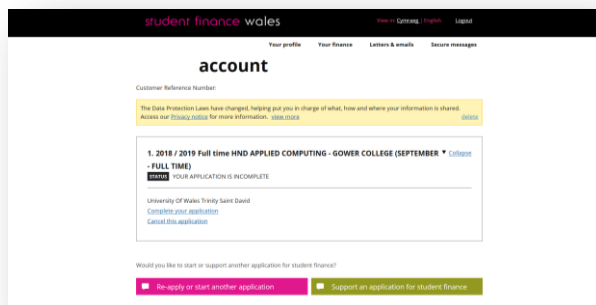 student finance wales
View in: Cymraeg | English Logout
Your profile Your finance Letters & emails Secure messages
account
Customer Reference Number:
The Data Protection Laws have changed, helping put you in charge of what, how and where your information is shared.
Access our Privacy notice for more information. view more delete
1. 2018 / 2019 Full time HND APPLIED COMPUTING - GOWER COLLEGE (SEPTEMBER ▼ Collapse
- FULL TIME)
STATUS YOUR APPLICATION IS INCOMPLETE
University Of Wales Trinity Saint David
Complete your application
Cancel this application
Would you like to start or support another application for student finance?
Re-apply or start another application Support an application for student finance